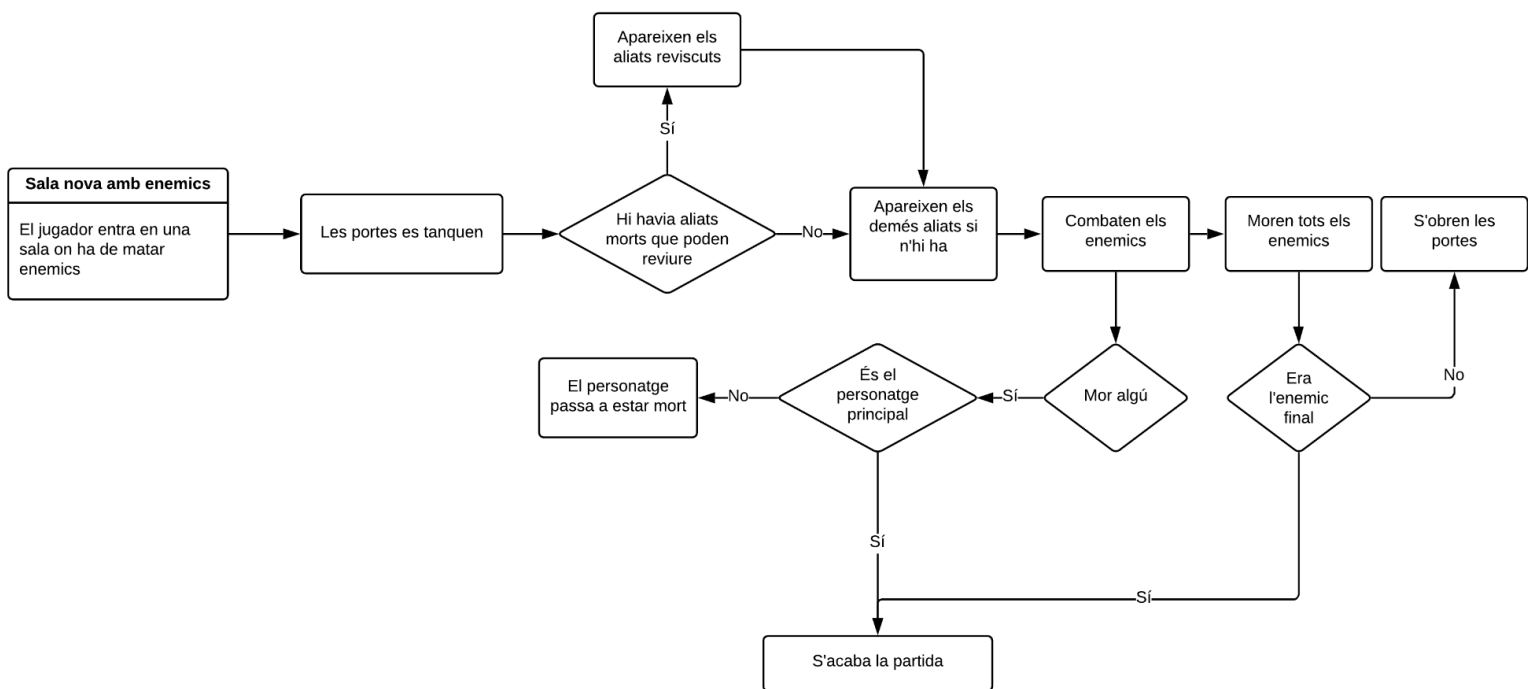 Apareixen els
aliats reviscuts
Sí
Sala nova amb enemics
El jugador entra en una
sala on ha de matar
enemics
Les portes es tanquen
Hi havia aliats
morts que poden
reviure
No
Apareixen els
demés aliats si
n'hi ha
Combaten els
enemics
Moren tots els
enemics
S'obren les
portes
El personatge
passa a estar mort
No
És el
personatge
principal
Sí
Mor algú
Era
l'enemic
final
No
Sí
Sí
S'acaba la partida